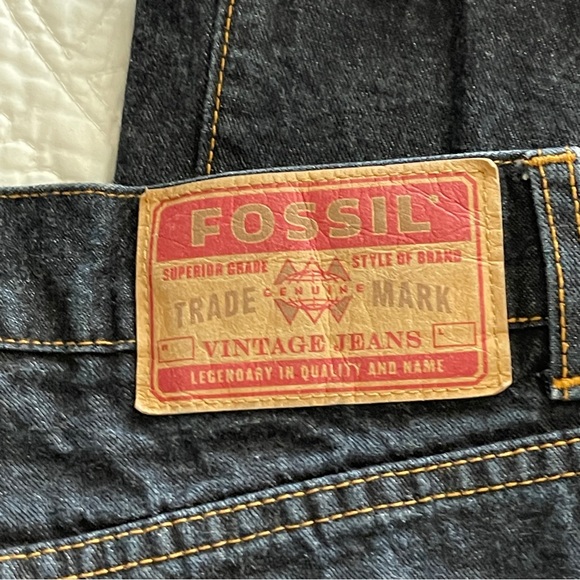 FOSSIL
SUPERIOR GRADE STYLE OF BRAND
GENUINE
TRADE MARK
VINTAGE JEANS
LEGENDARY IN QUALITY AND NAME